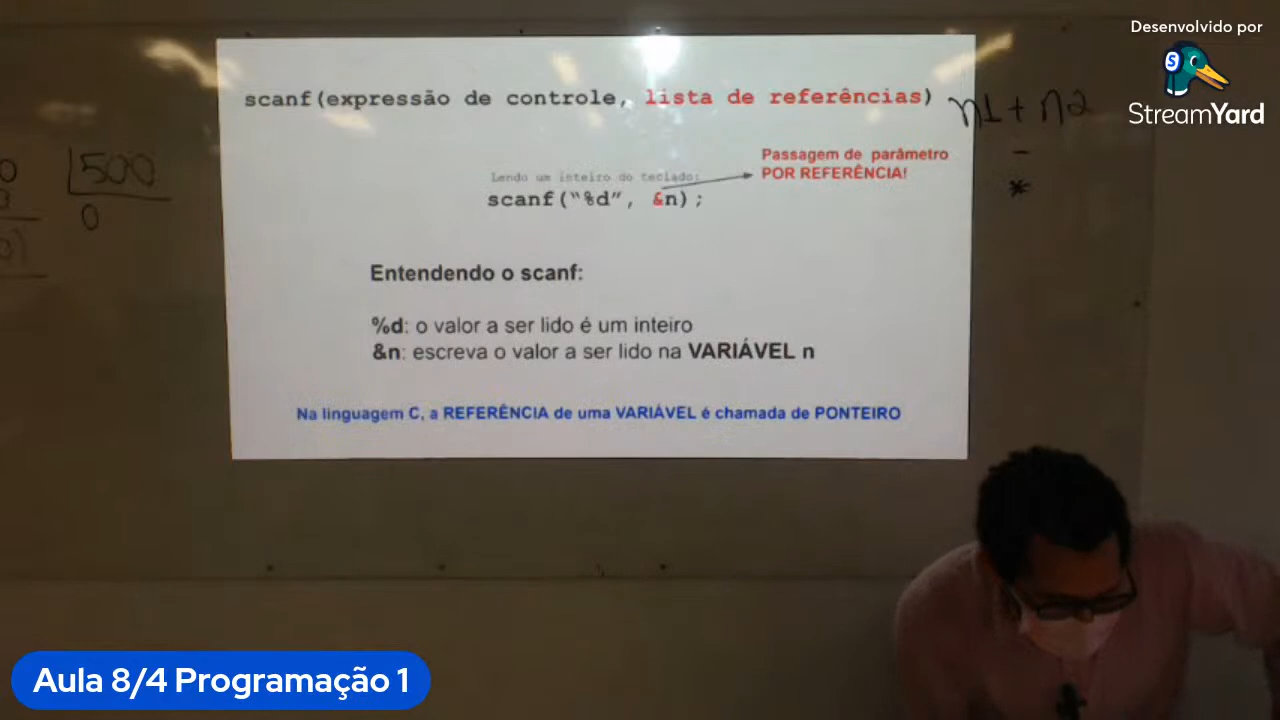 Desenvolvido por
StreamYard
scanf(expressão de controle, lista de referências)
n1 + n2
-
*
500
0
Passagem de parâmetro
POR REFERÊNCIA!
Lendo um inteiro do teclado:
scanf("%d", &n);
Entendendo o scanf:
%d: o valor a ser lido é um inteiro
&n: escreva o valor a ser lido na VARIÁVEL n
Na linguagem C, a REFERÊNCIA de uma VARIÁVEL é chamada de PONTEIRO
Aula 8/4 Programação 1